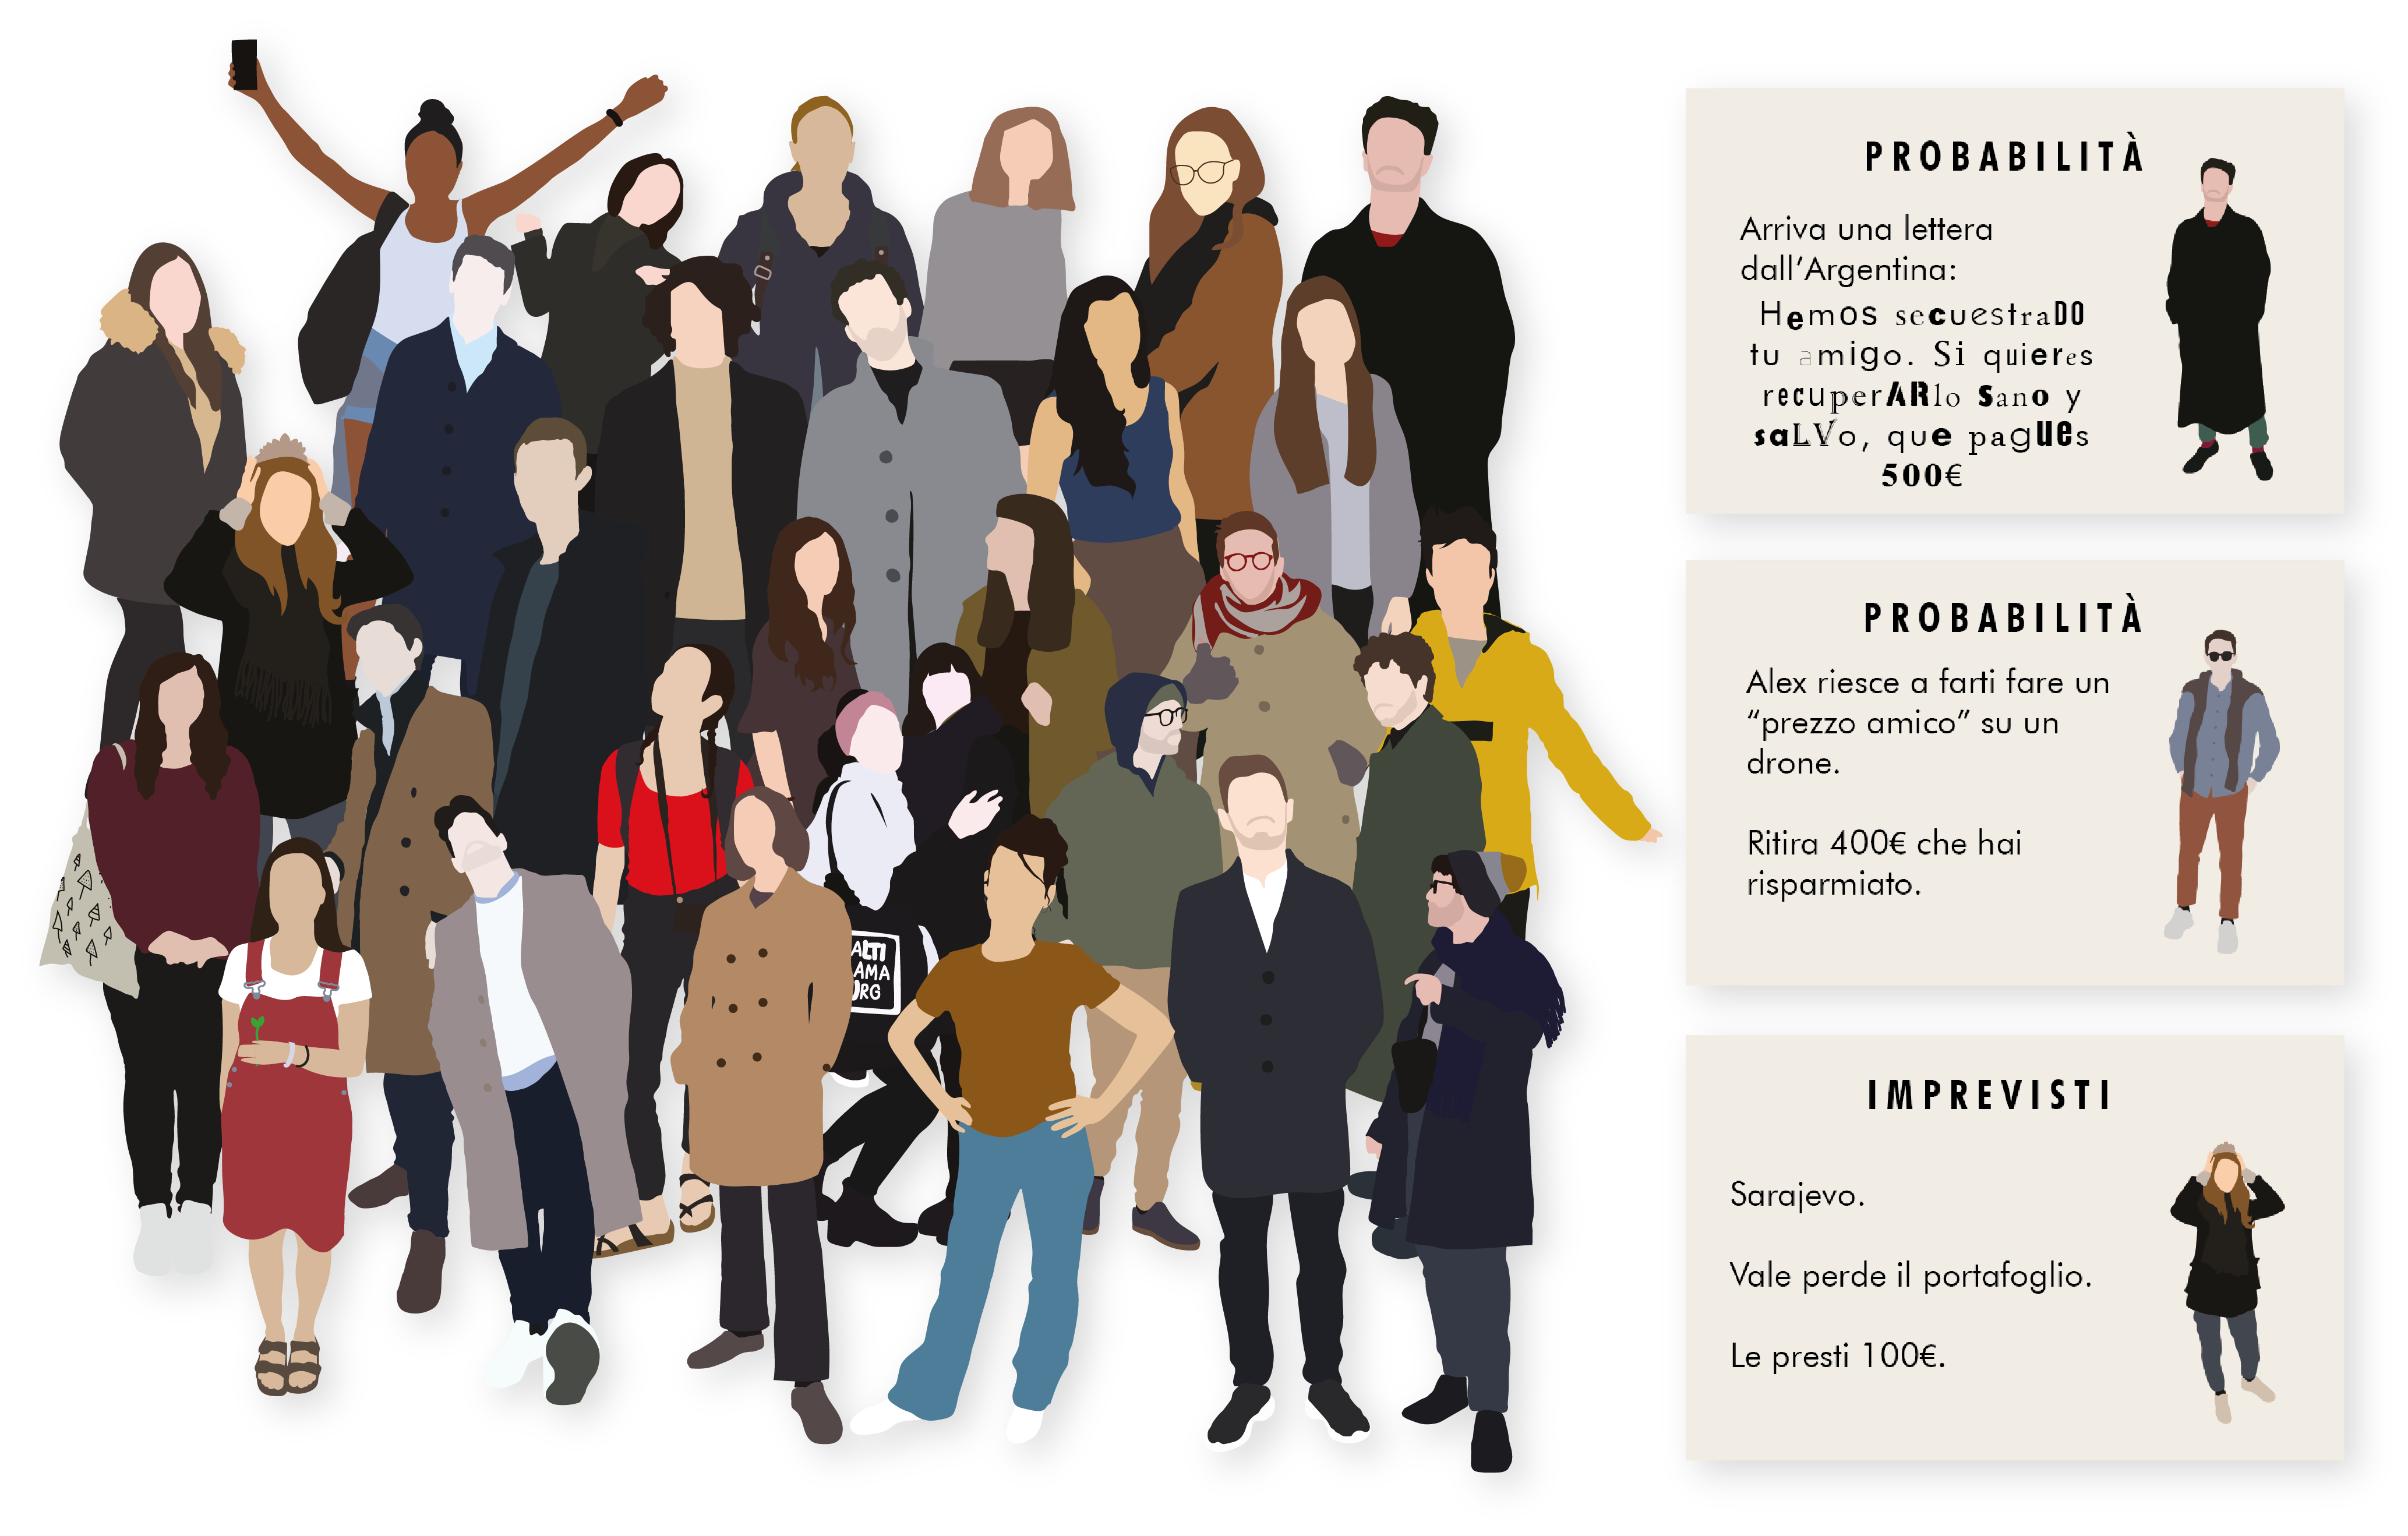 ALTI
AMA
ORG
PROBABILITÀ
Arriva una lettera
dall'Argentina:
Hemos secuestraDO
tu amigo. Si quieres
recuperARlo sano y
saLVo, que pagues
500€
PROBABILITÀ
Alex riesce a farti fare un
“prezzo amico” su un
drone.
Ritira 400€ che hai
risparmiato.
IMPREVISTI
Sarajevo.
Vale perde il portafoglio.
Le presti 100€.